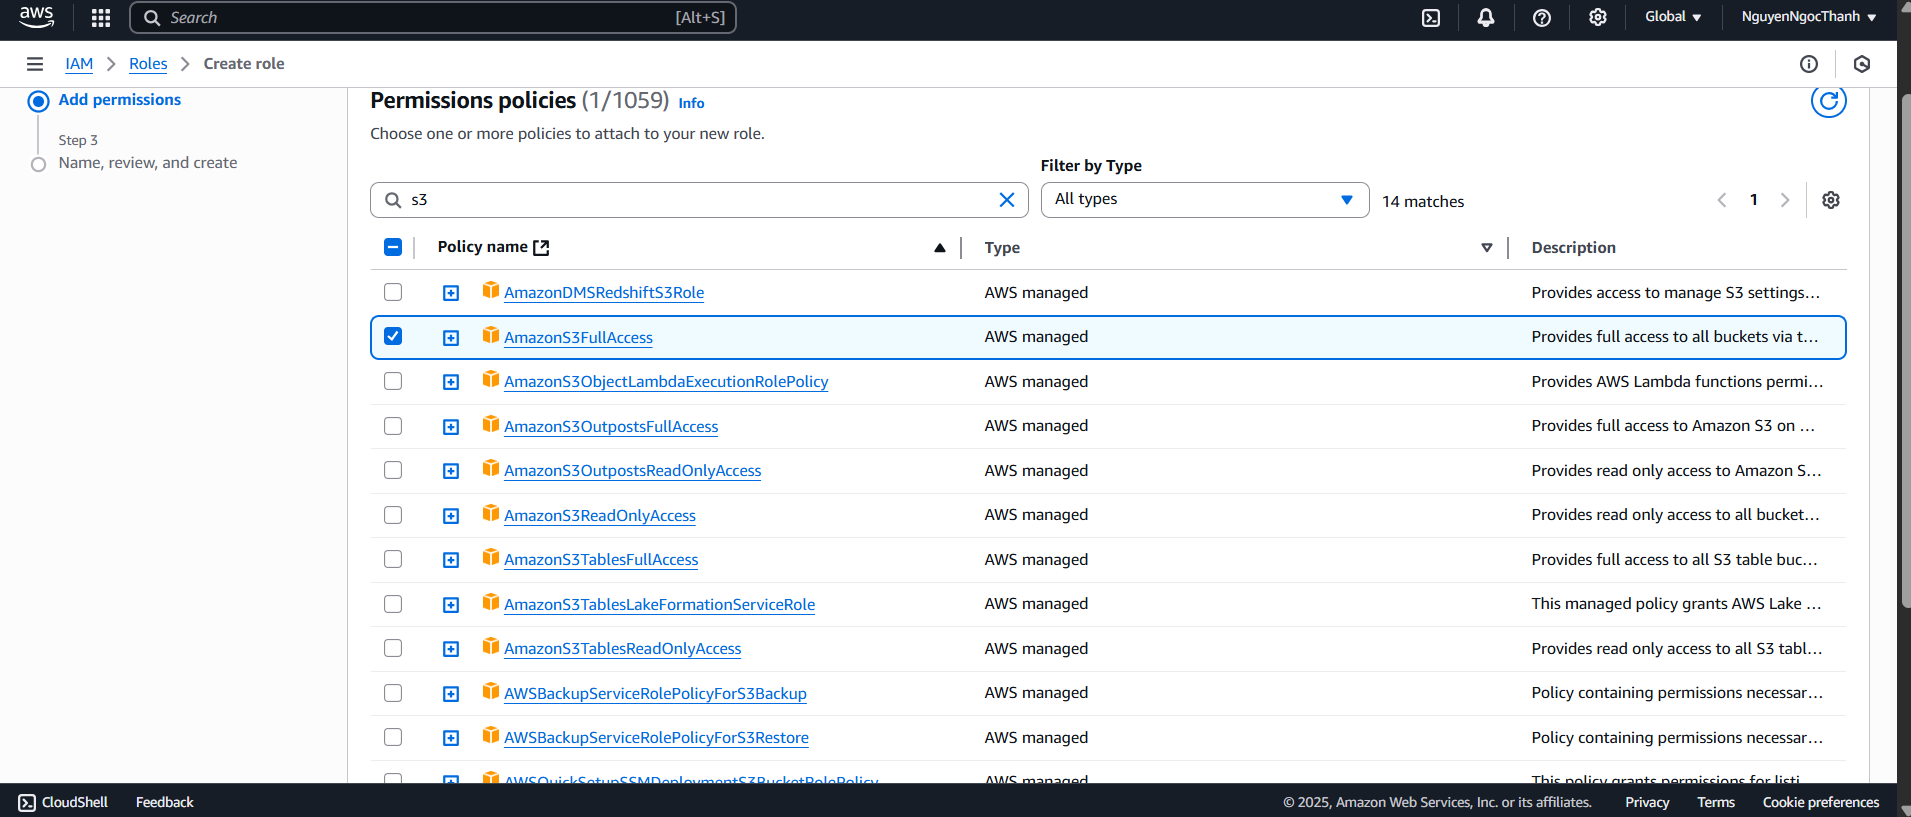 aws
Search
[Alt+S]
Global
NguyenNgocThanh
IAM
Roles
Create role
Add permissions
Step 3
Name, review, and create
Permissions policies (1/1059) Info
Choose one or more policies to attach to your new role.
Filter by Type
s3
All types
14 matches
1
Policy name
Type
Description
AmazonDMSRedshiftS3Role
AWS managed
Provides access to manage S3 settings...
AmazonS3FullAccess
AWS managed
Provides full access to all buckets via t...
AmazonS3ObjectLambdaExecutionRolePolicy
AWS managed
Provides AWS Lambda functions permi...
AmazonS3OutpostsFullAccess
AWS managed
Provides full access to Amazon S3 on ...
AmazonS3OutpostsReadOnlyAccess
AWS managed
Provides read only access to Amazon S...
AmazonS3ReadOnlyAccess
AWS managed
Provides read only access to all bucket...
AmazonS3TablesFullAccess
AWS managed
Provides full access to all S3 table buc...
AmazonS3TablesLakeFormationServiceRole
AWS managed
This managed policy grants AWS Lake ...
AmazonS3TablesReadOnlyAccess
AWS managed
Provides read only access to all S3 tabl...
AWSBackupServiceRolePolicyForS3Backup
AWS managed
Policy containing permissions necessar...
AWSBackupServiceRolePolicyForS3Restore
AWS managed
Policy containing permissions necessar...
AWSQuickSetupSSMDeploymentS3BucketRolePolicy
AWS managed
This policy grants permissions for listi...
CloudShell
Feedback
© 2025, Amazon Web Services, Inc. or its affiliates.
Privacy
Terms
Cookie preferences